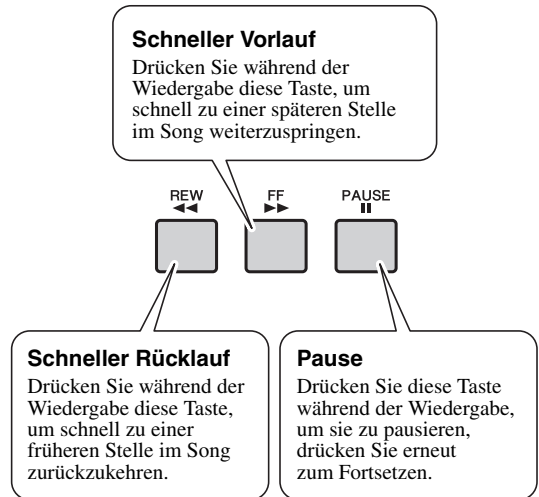 Schneller Vorlauf
Drücken Sie während der
Wiedergabe diese Taste, um
schnell zu einer späteren Stelle
im Song weiterzuspringen.
REW
FF
PAUSE
Schneller Rücklauf
Drücken Sie während der
Wiedergabe diese Taste,
um schnell zu einer
früheren Stelle im Song
zurückzukehren.
Pause
Drücken Sie diese Taste
während der Wiedergabe,
um sie zu pausieren,
drücken Sie erneut
zum Fortsetzen.